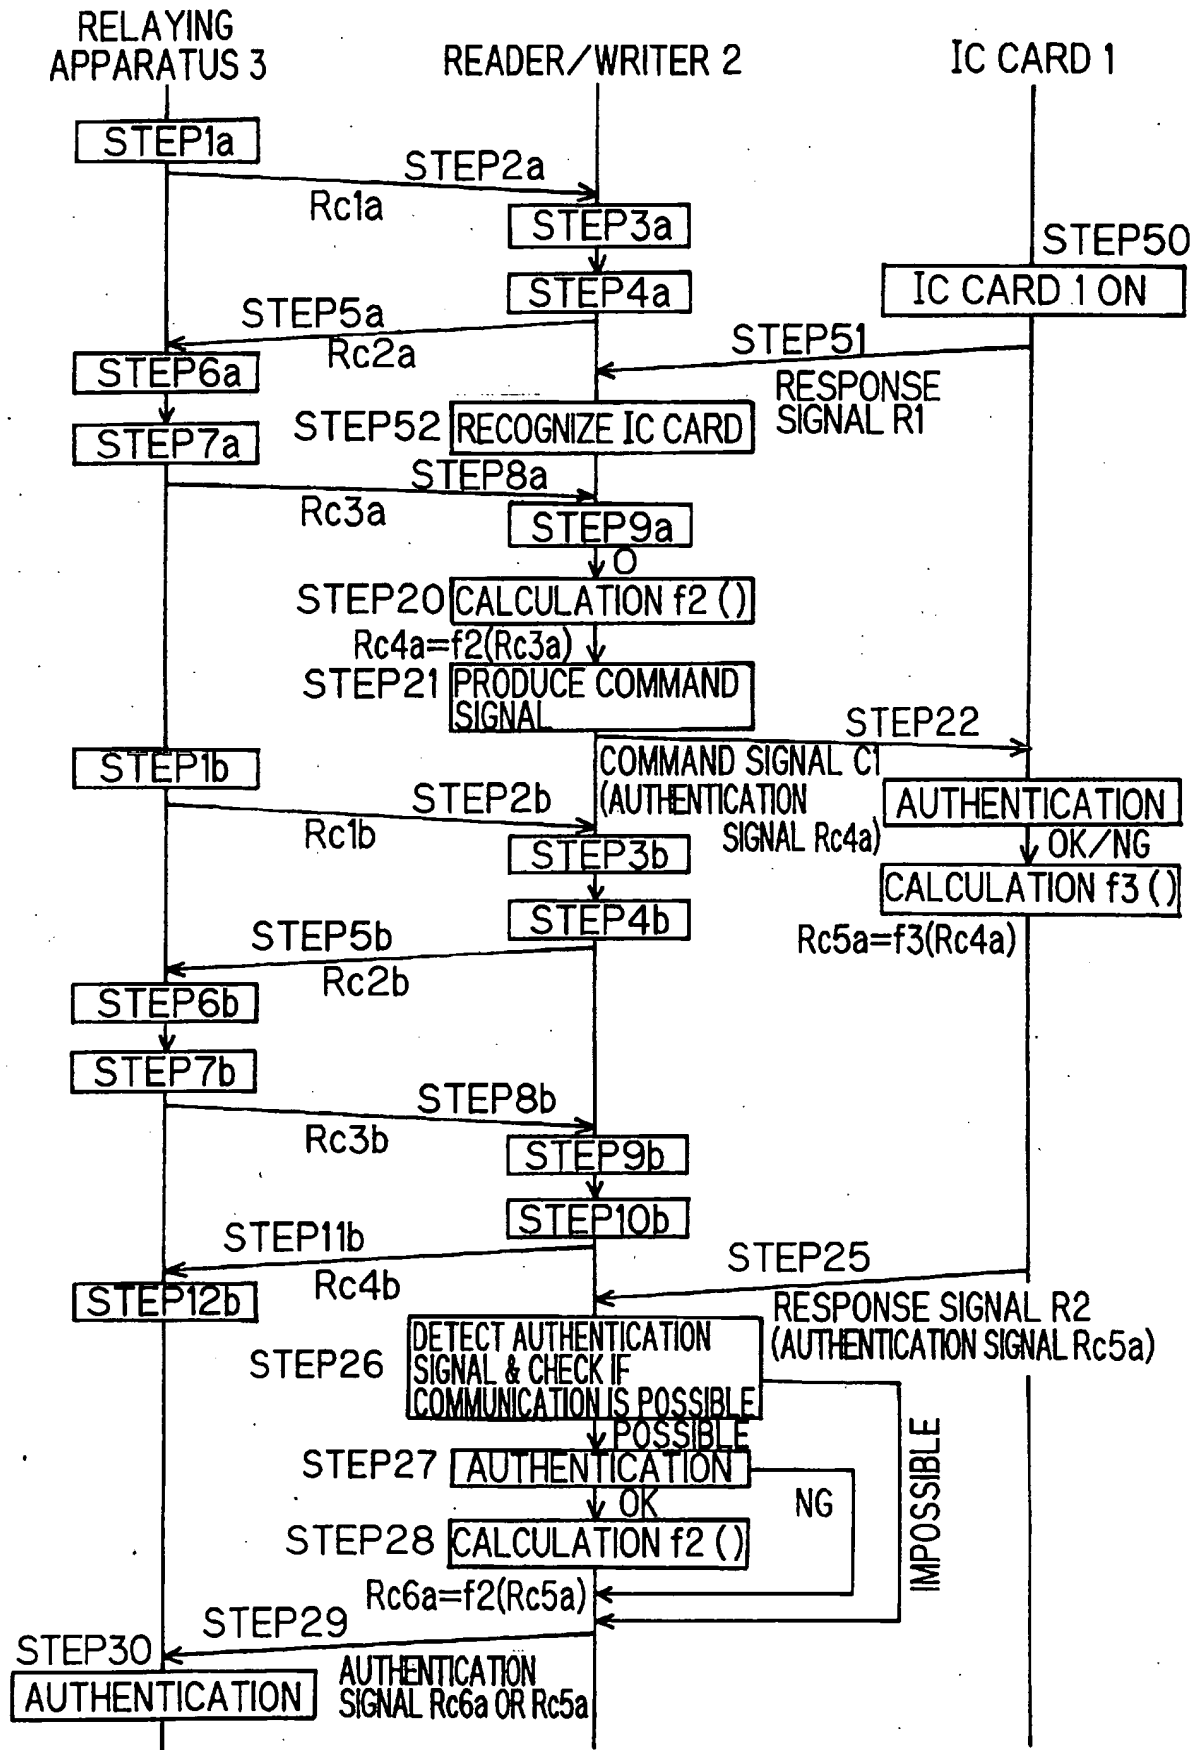 RELAYING
APPARATUS 3
READER/WRITER 2
IC CARD 1
STEP1a
STEP2a
Rc1a
STEP3a
STEP50
IC CARD 1 ON
STEP4a
STEP5a
Rc2a
STEP51
RESPONSE
SIGNAL R1
STEP6a
STEP52
RECOGNIZE IC CARD
STEP7a
STEP8a
Rc3a
STEP9a
O
STEP20
CALCULATION f2 ()
Rc4a=f2(Rc3a)
STEP21
PRODUCE COMMAND
SIGNAL
STEP22
COMMAND SIGNAL C1
(AUTHENTICATION
SIGNAL Rc4a)
STEP1b
STEP2b
Rc1b
AUTHENTICATION
OK/NG
STEP3b
CALCULATION f3 ()
Rc5a=f3(Rc4a)
STEP4b
STEP5b
Rc2b
STEP6b
STEP7b
STEP8b
Rc3b
STEP9b
STEP10b
STEP11b
Rc4b
STEP25
RESPONSE SIGNAL R2
(AUTHENTICATION SIGNAL Rc5a)
STEP12b
STEP26
DETECT AUTHENTICATION
SIGNAL & CHECK IF
COMMUNICATION IS POSSIBLE
POSSIBLE
IMPOSSIBLE
STEP27
AUTHENTICATION
OK
NG
STEP28
CALCULATION f2 ()
Rc6a=f2(Rc5a)
STEP29
STEP30
AUTHENTICATION
AUTHENTICATION
SIGNAL Rc6a OR Rc5a